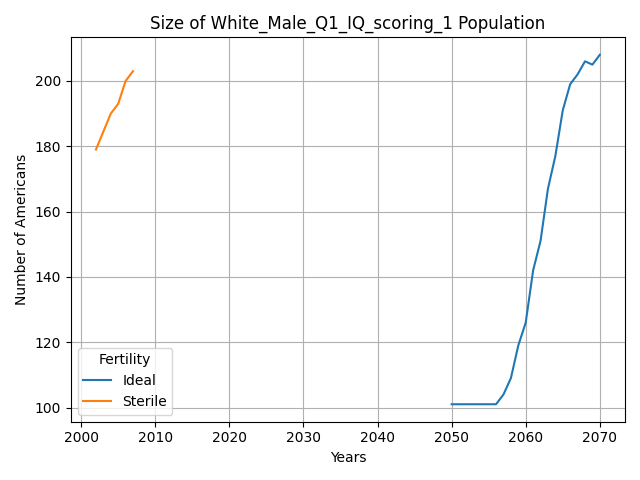 Size of White_Male_Q1_IQ_scoring_1 Population
Number of Americans
200
180
160
140
120
100
Fertility
Ideal
Sterile
2000 2010 2020 2030 2040 2050 2060 2070
Years